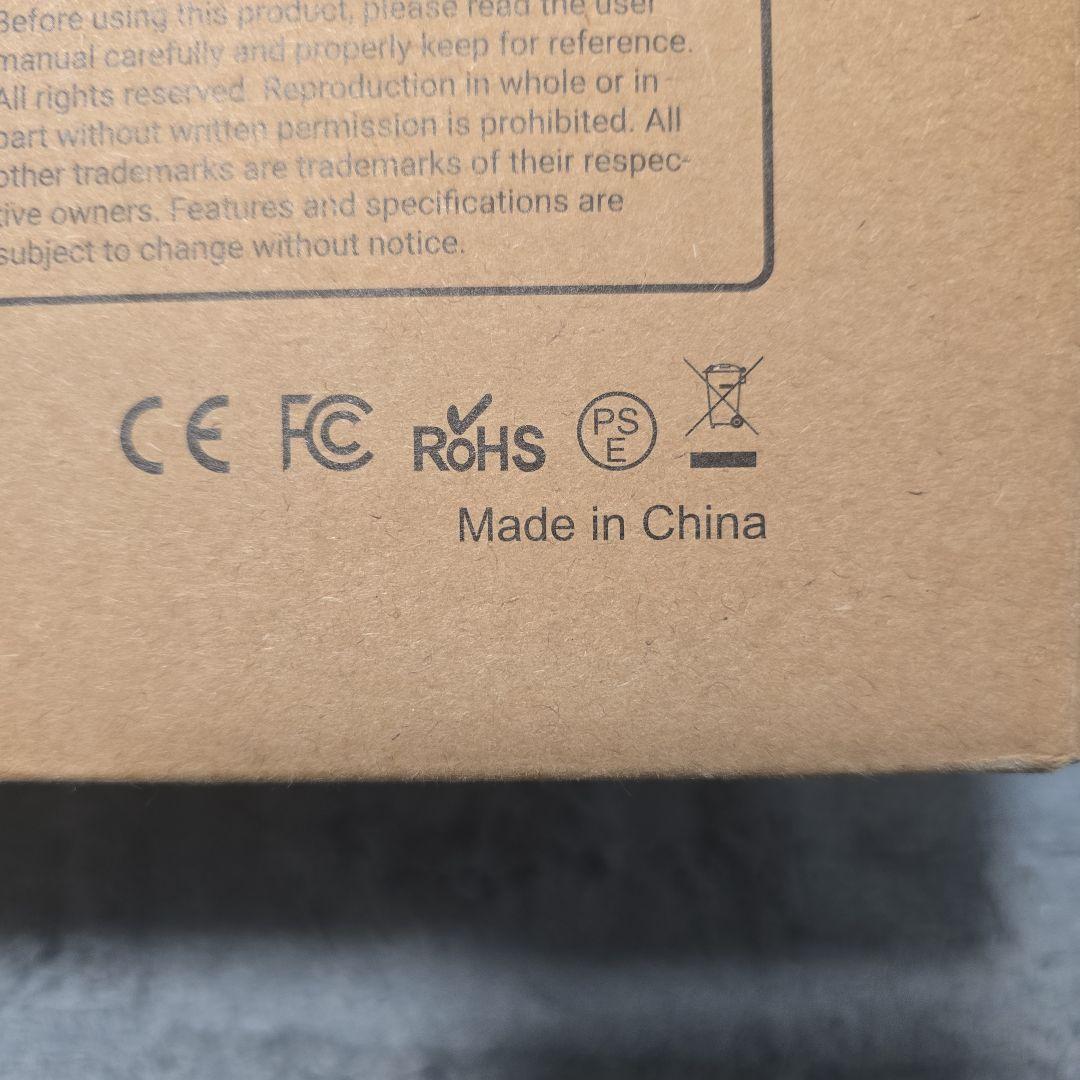 Before using this product, please read the user
manual carefully and properly keep for reference.
All rights reserved. Reproduction in whole or in
part without written permission is prohibited. All
other trademarks are trademarks of their respec-
tive owners. Features and specifications are
subject to change without notice.
CE FC RoHS PSE
Made in China